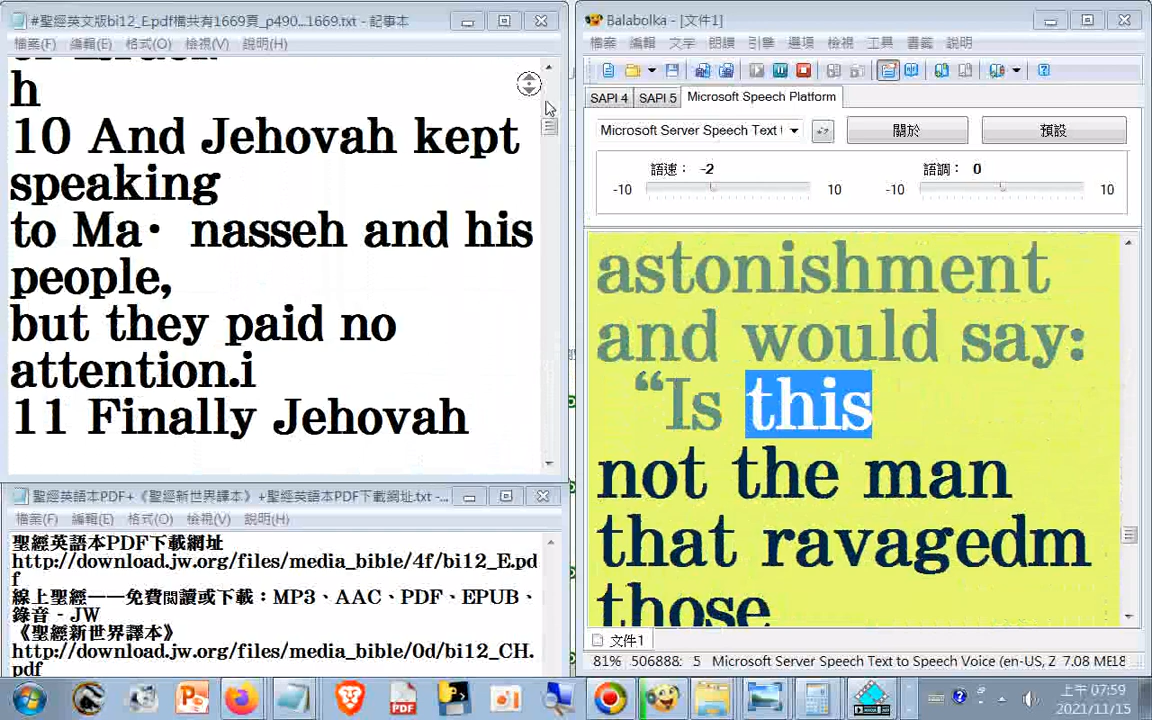 #聖經英文版bi12_E.pdf檔共有1669頁_p490...1669.txt - 記事本
檔案(F) 編輯(E) 格式(O) 檢視(V) 說明(H)
h
10 And Jehovah kept
speaking
to Ma· nasseh and his
people,
but they paid no
attention.i
11 Finally Jehovah
聖經英語本PDF+《聖經新世界譯本》+聖經英語本PDF下載網址.txt -...
檔案(F) 編輯(E) 格式(O) 檢視(V) 說明(H)
聖經英語本PDF下載網址
http://download.jw.org/files/media_bible/4f/bi12_E.pd
f
線上聖經——免費閱讀或下載：MP3、AAC、PDF、EPUB、
錄音 - JW
《聖經新世界譯本》
http://download.jw.org/files/media_bible/0d/bi12_CH.
pdf
Balabolka - [文件1]
檔案 編輯 文字 朗讀 引擎 選項 檢視 工具 書籤 說明
SAPI 4 SAPI 5 Microsoft Speech Platform
Microsoft Server Speech Text 關於 預設
語速： -2 語調： 0
-10 10 -10 10
astonishment
and would say:
“Is this
not the man
that ravagedm
those
文件1
81% 506888: 5 Microsoft Server Speech Text to Speech Voice (en-US, Z 7.08 ME18
上午 07:59
2021/11/15